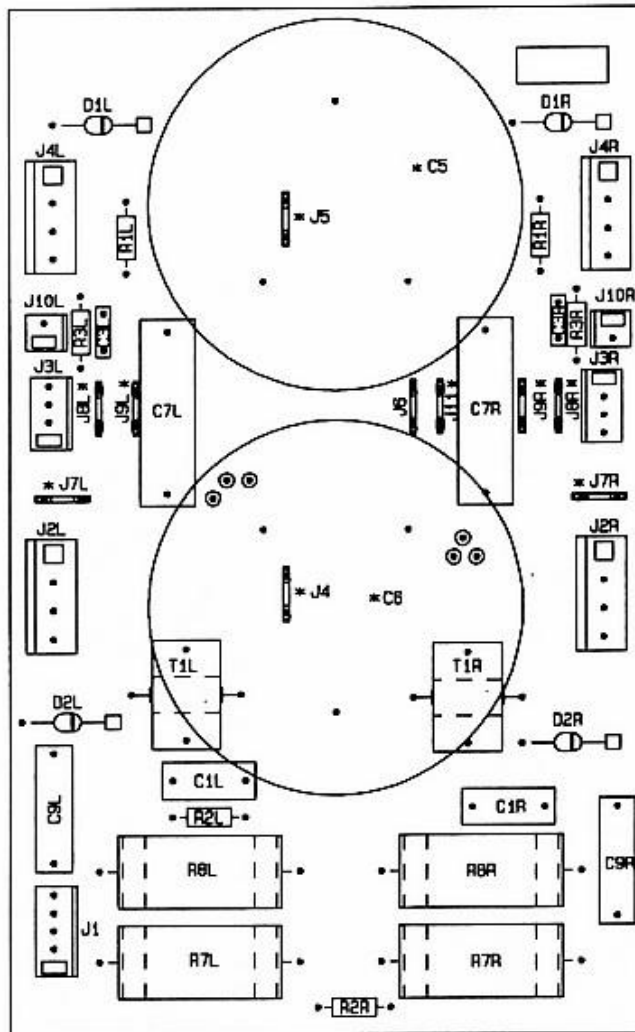 D1L
D1R
J4L
J4R
*C5
*J5
R1L
R1R
J10L
J10R
R3L
C3L
C3R
R3R
J3L
J3R
*
J8L
*
J9L
C7L
J6
*
J11
C7R
*
J9R
*
J8R
*J7L
*J7R
J2L
J2R
*J4
*C6
T1L
T1R
D2L
D2R
C9L
C1L
C1R
R2L
C9R
R8L
R8R
J1
R7L
R7R
R2R